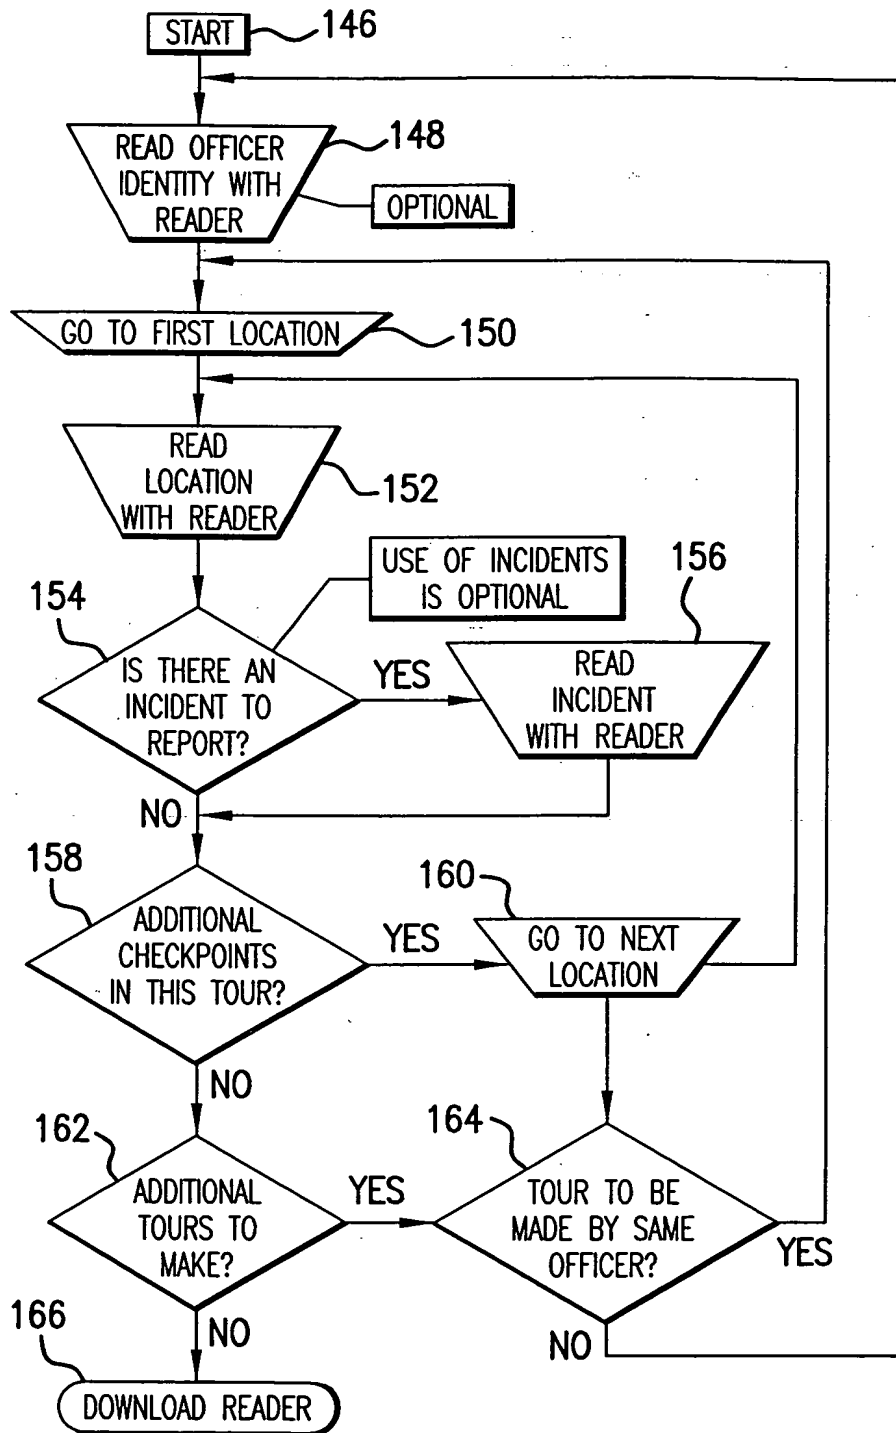 START
146
READ OFFICER
IDENTITY WITH
READER
148
OPTIONAL
GO TO FIRST LOCATION
150
READ
LOCATION
WITH READER
152
USE OF INCIDENTS
IS OPTIONAL
154
IS THERE AN
INCIDENT TO
REPORT?
YES
156
READ
INCIDENT
WITH READER
NO
158
ADDITIONAL
CHECKPOINTS
IN THIS TOUR?
YES
160
GO TO NEXT
LOCATION
NO
162
ADDITIONAL
TOURS TO
MAKE?
YES
164
TOUR TO BE
MADE BY SAME
OFFICER?
YES
NO
NO
166
DOWNLOAD READER